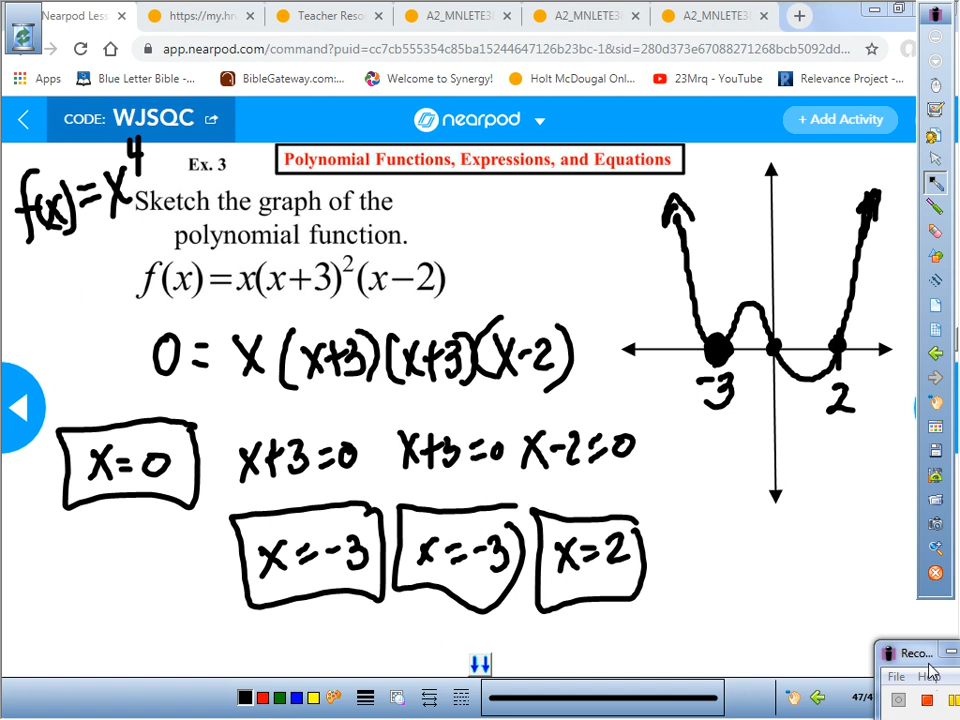 Nearpod Less
https://my.hr
Teacher Reso
A2_MNLETE3
A2_MNLETE3
A2_MNLETE3
app.nearpod.com/command?puid=cc7cb555354c85ba15244647126b23bc-1&sid=280d373e67088271268bcb5092dd...
Apps
Blue Letter Bible -...
BibleGateway.com:...
Welcome to Synergy!
Holt McDougal Onl...
23Mrq - YouTube
Relevance Project -...
CODE: WJSQC
nearpod
+ Add Activity
f(x)=x⁴
Ex. 3
Polynomial Functions, Expressions, and Equations
Sketch the graph of the
polynomial function.
f(x)=x(x+3)²(x−2)
0 = x(x+3)(x+3)(x-2)
-3
2
x=0
x+3=0 x+3=0 x-2=0
x=-3 x=-3 x=2
Reco...
File Help
47/4